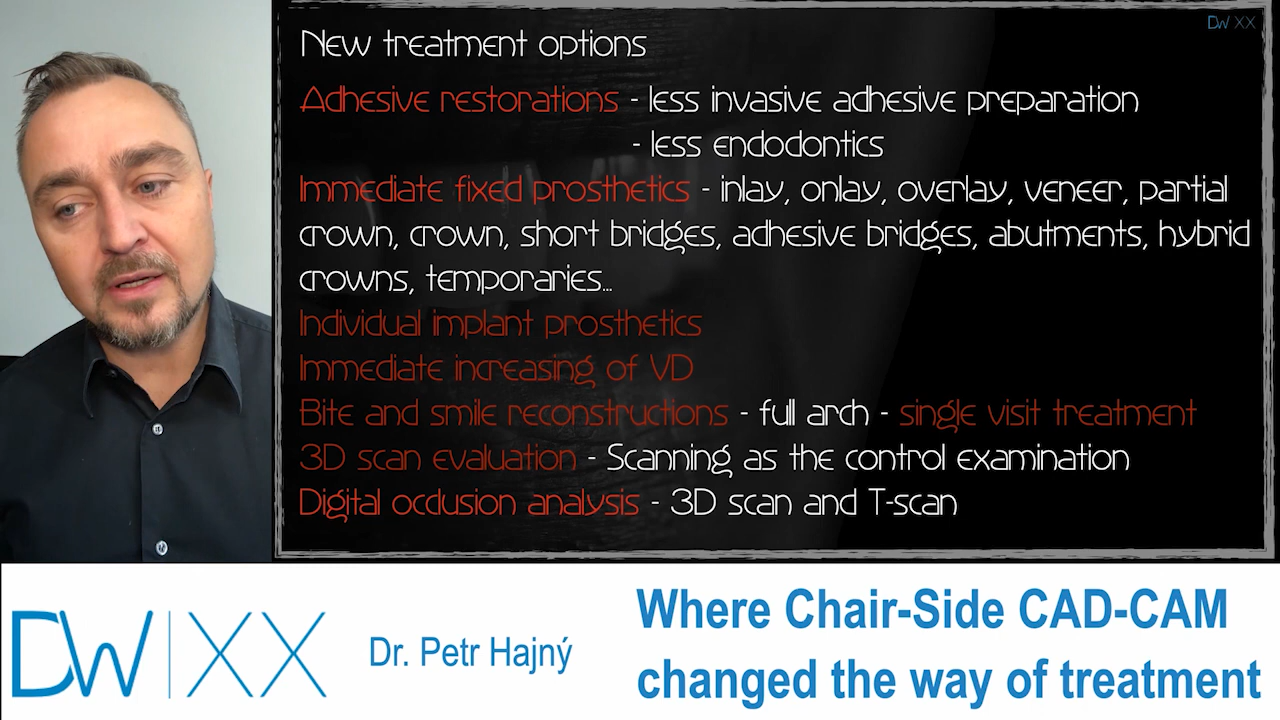 DW XX
New treatment options
Adhesive restorations - less invasive adhesive preparation
- less endodontics
Immediate fixed prosthetics - inlay, onlay, overlay, veneer, partial
crown, crown, short bridges, adhesive bridges, abutments, hybrid
crowns, temporaries...
Individual implant prosthetics
Immediate increasing of VD
Bite and smile reconstructions - full arch - single visit treatment
3D scan evaluation - Scanning as the control examination
Digital occlusion analysis - 3D scan and T-scan
DW|XX
Dr. Petr Hajný
Where Chair-Side CAD-CAM
changed the way of treatment